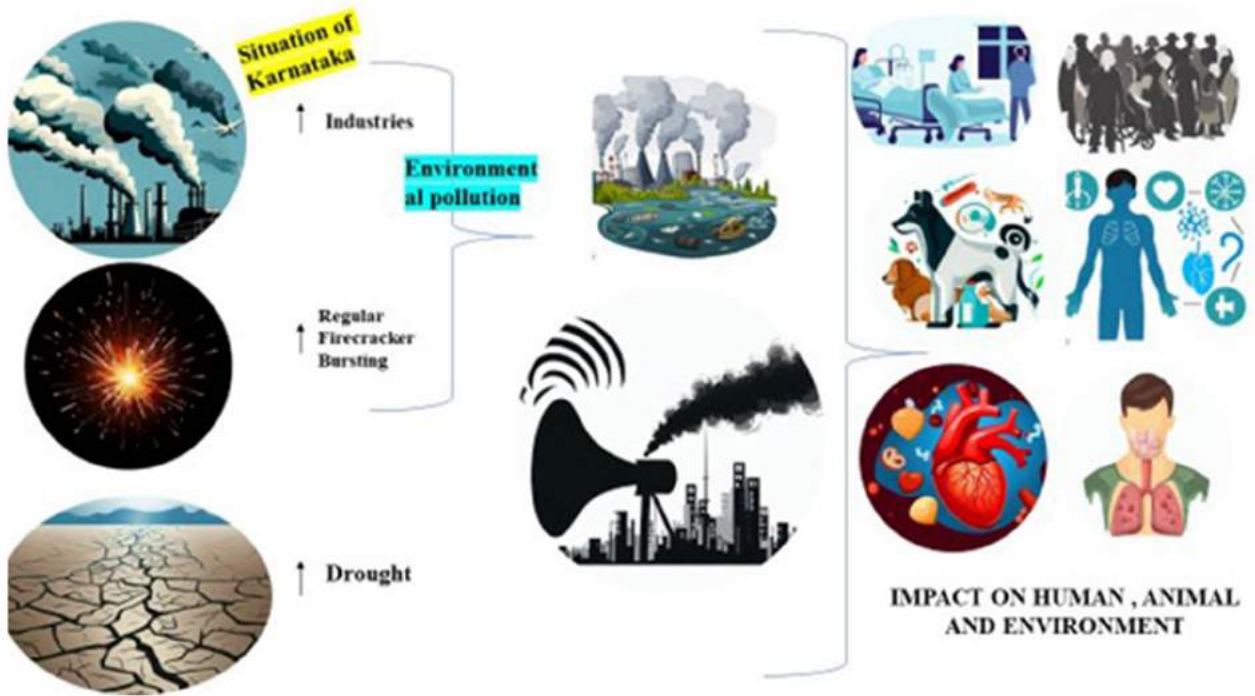 Situation of
Karnataka
↑ Industries
Environment
al pollution
↑ Regular
Firecracker
Bursting
↑ Drought
IMPACT ON HUMAN , ANIMAL
AND ENVIRONMENT